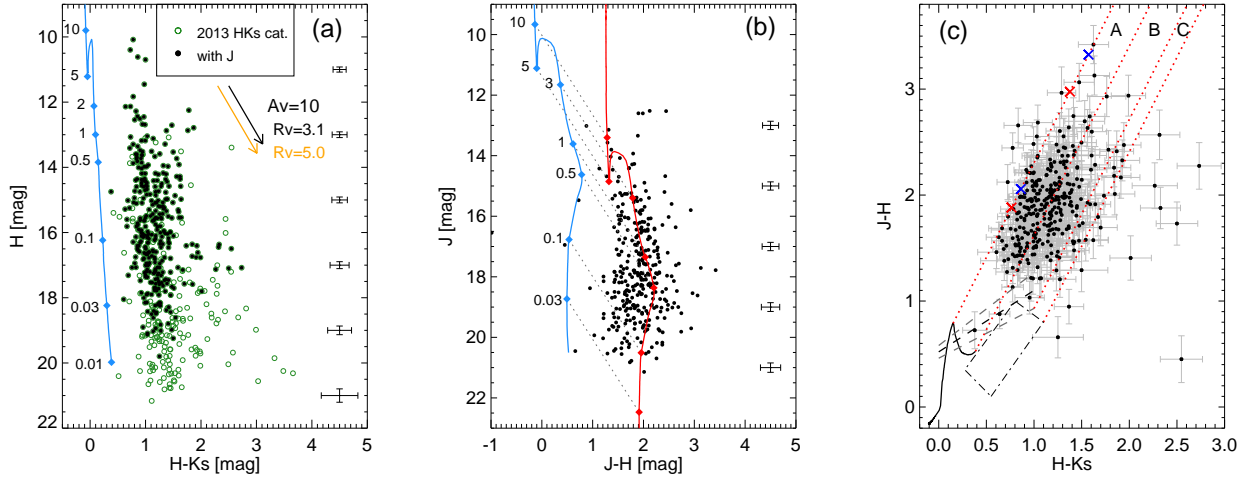 (a)
2013 HKs cat.
with J
Av=10
Rv=3.1
Rv=5.0
10
5
2
1
0.5
0.1
0.03
0.01
10
12
14
16
18
20
22
H [mag]
0 1 2 3 4 5
H-Ks [mag]
(b)
10
5
3
1
0.5
0.1
0.03
10
12
14
16
18
20
22
J [mag]
-1 0 1 2 3 4 5
J-H [mag]
(c)
A B C
3
2
1
0
J-H
0.0 0.5 1.0 1.5 2.0 2.5 3.0
H-Ks